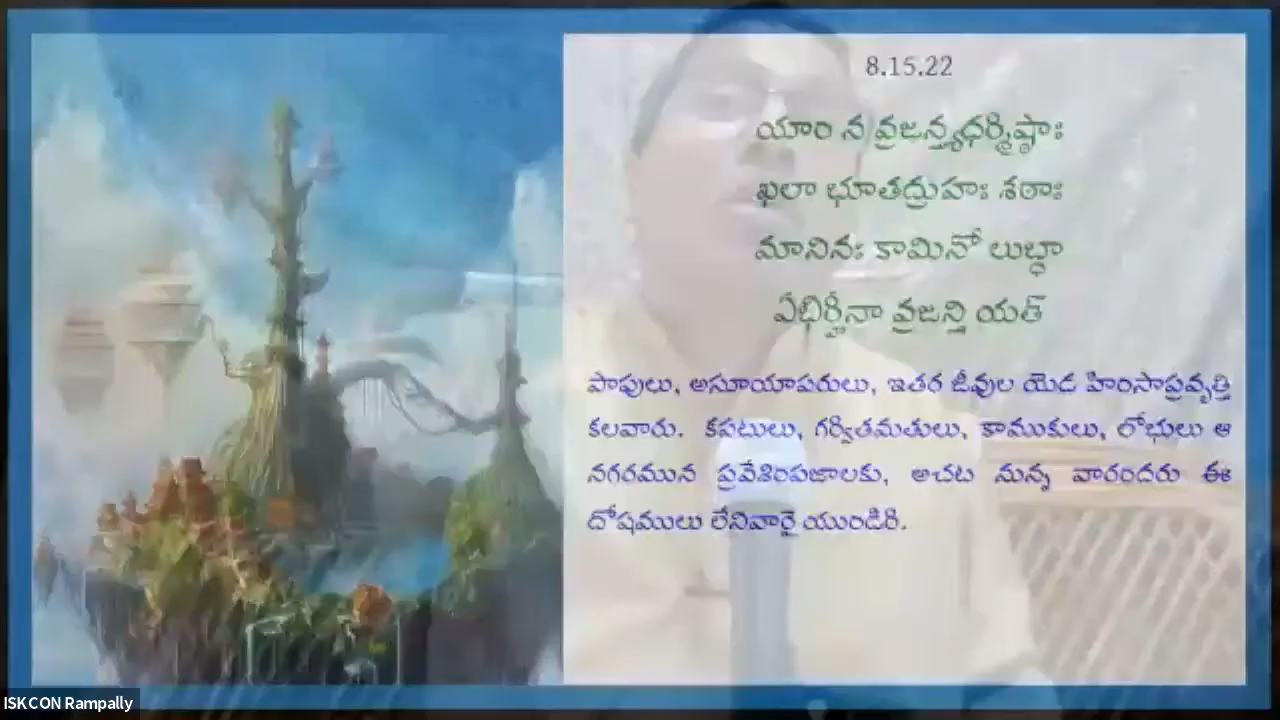 8.15.22
యాం న వ్రజన్త్యధర్మిష్ఠాః
ఖలా భూతద్రుహః శఠాః
మానినః కామినో లుబ్ధా
ఏభిర్హీనా వ్రజన్తి యత్
పాపులు, అసూయాపరులు, ఇతర జీవుల యెడ హింసాప్రవృత్తి
కలవారు. కపటులు, గర్వితమతులు, కాముకులు, లోభులు ఆ
నగరమున ప్రవేశింపజాలకు, అచట నున్న వారందరు ఈ
దోషములు లేనివారై యుండిరి.
ISKCON Rampally